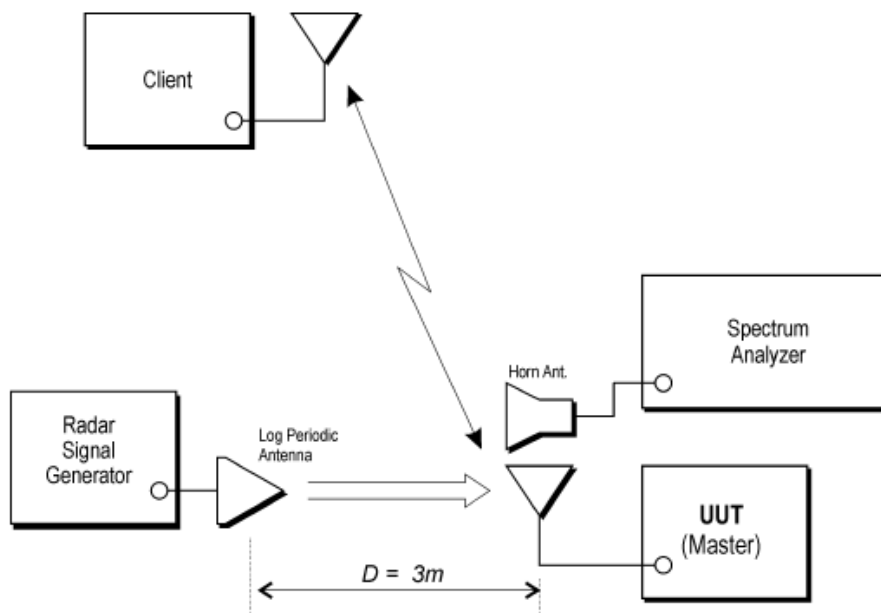 Client
Spectrum
Analyzer
Horn Ant.
Radar
Signal
Generator
Log Periodic
Antenna
UUT
(Master)
D = 3m